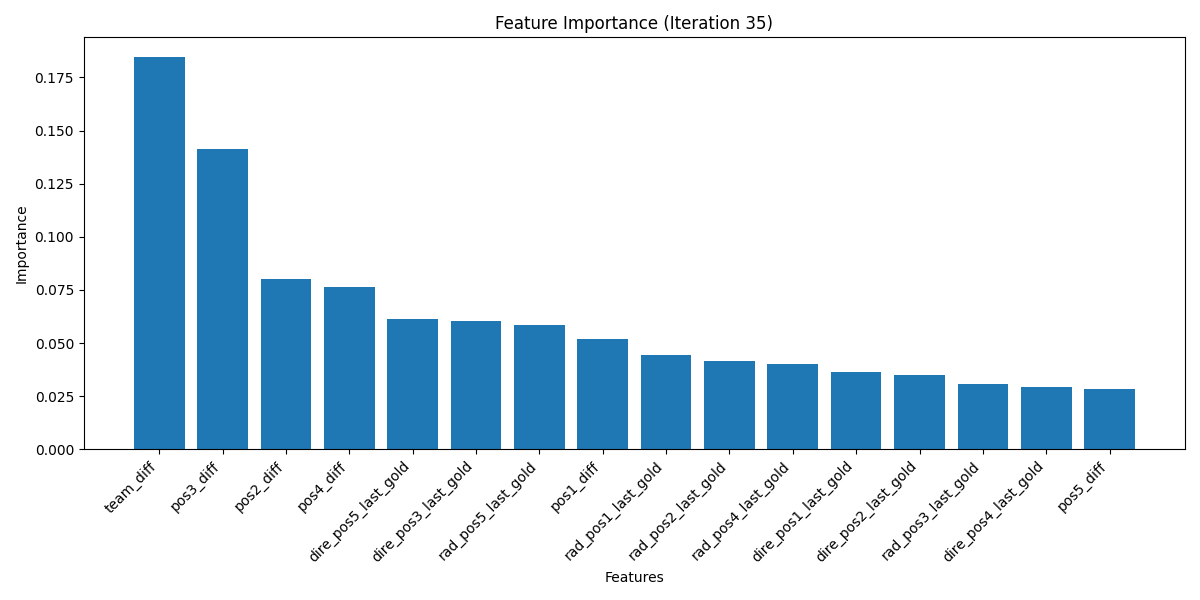 Feature Importance (Iteration 35)
Importance
0.175
0.150
0.125
0.100
0.075
0.050
0.025
0.000
team_diff
pos3_diff
pos2_diff
pos4_diff
dire_pos5_last_gold
dire_pos3_last_gold
rad_pos5_last_gold
pos1_diff
rad_pos1_last_gold
rad_pos2_last_gold
rad_pos4_last_gold
dire_pos1_last_gold
dire_pos2_last_gold
rad_pos3_last_gold
dire_pos4_last_gold
pos5_diff
Features